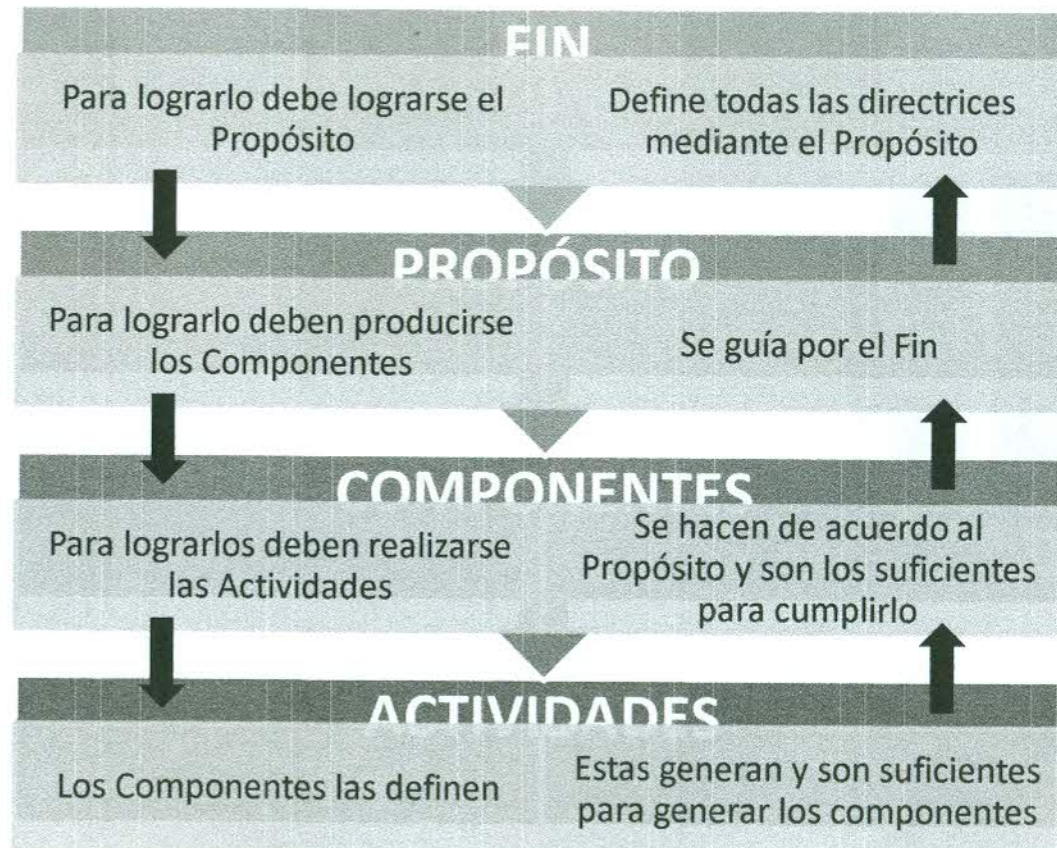 FIN
Para lograrlo debe lograrse el
Propósito
Define todas las directrices
mediante el Propósito
PROPÓSITO
Para lograrlo deben producirse
los Componentes
Se guía por el Fin
COMPONENTES
Para lograrlos deben realizarse
las Actividades
Se hacen de acuerdo al
Propósito y son los suficientes
para cumplirlo
ACTIVIDADES
Los Componentes las definen
Estas generan y son suficientes
para generar los componentes